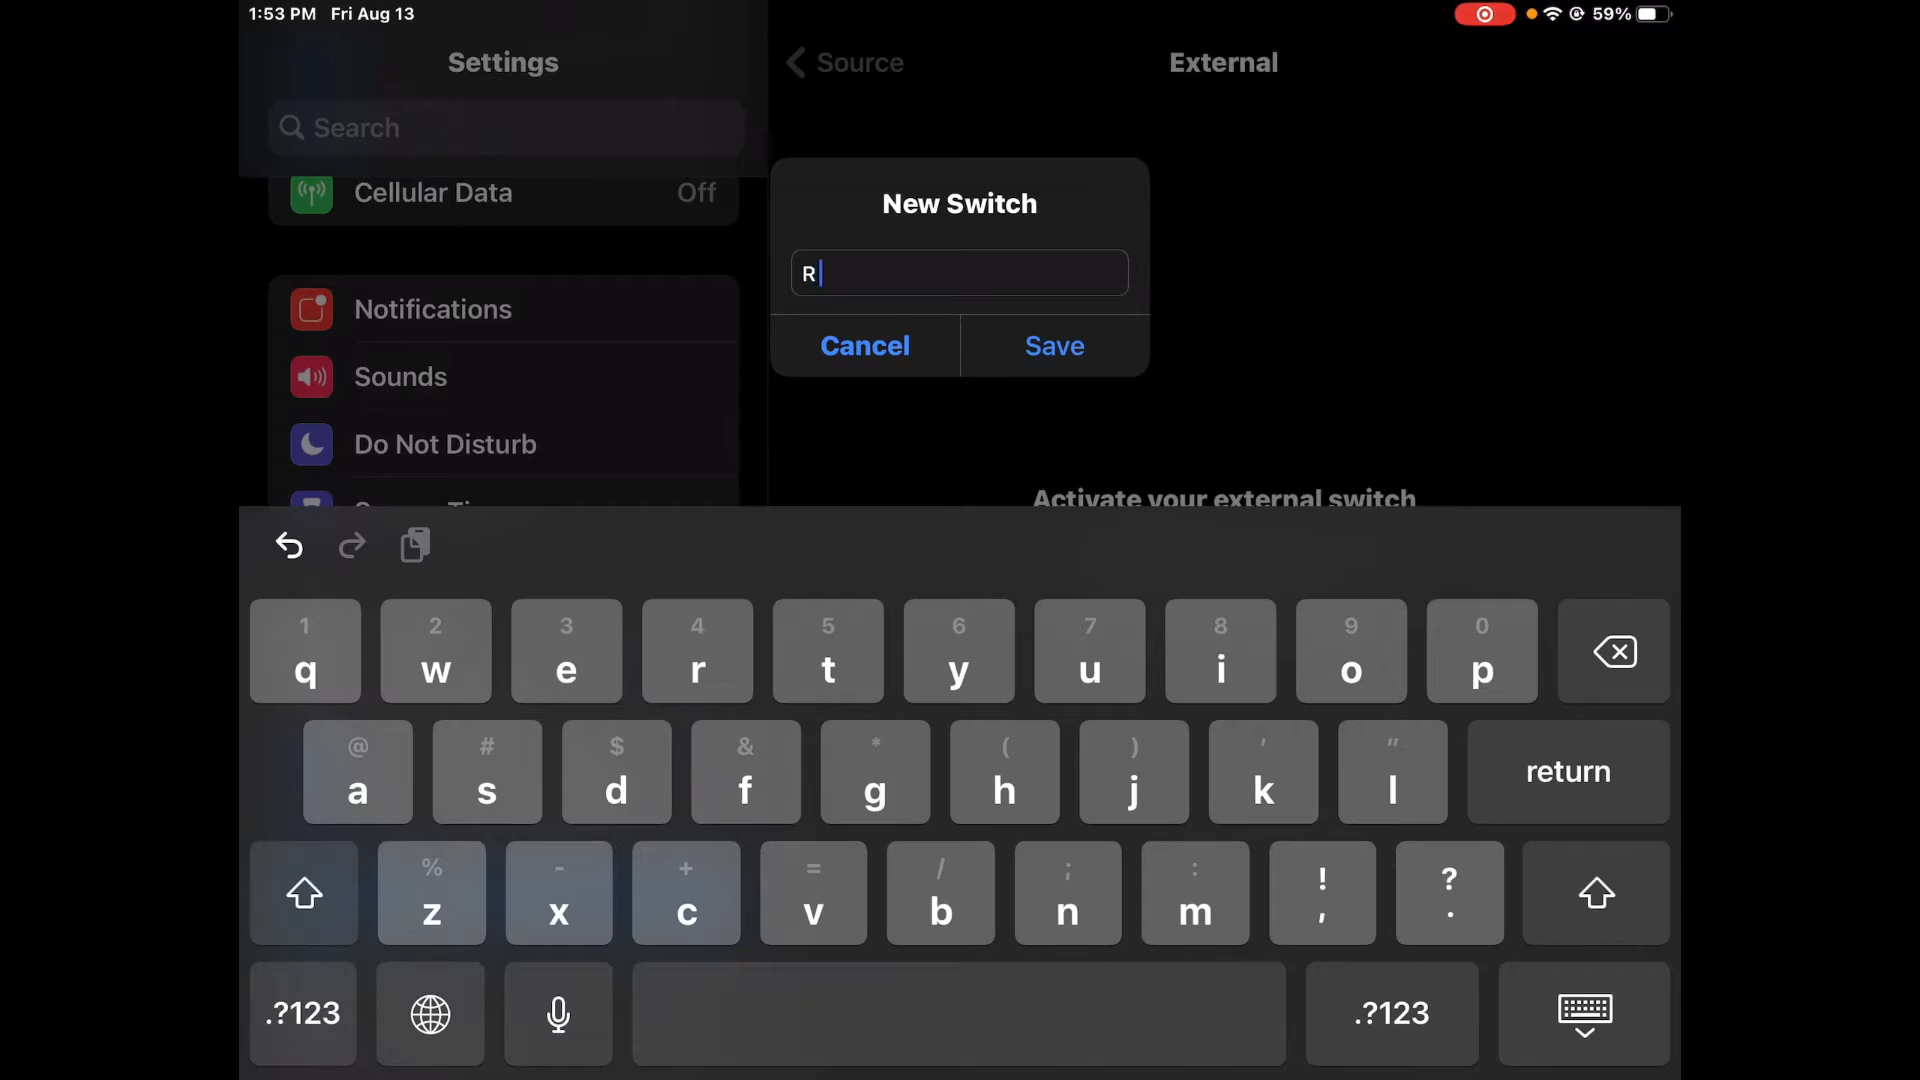 1:53 PM Fri Aug 13
59%
Settings
Source
External
Search
Cellular Data
Off
New Switch
R
Cancel
Save
Notifications
Sounds
Do Not Disturb
Activate your external switch
1 2 3 4 5 6 7 8 9 0
q w e r t y u i o p
@ # $ & * ( ) ' "
a s d f g h j k l
return
% - + = / ; : ! ?
z x c v b n m , .
.?123
.?123